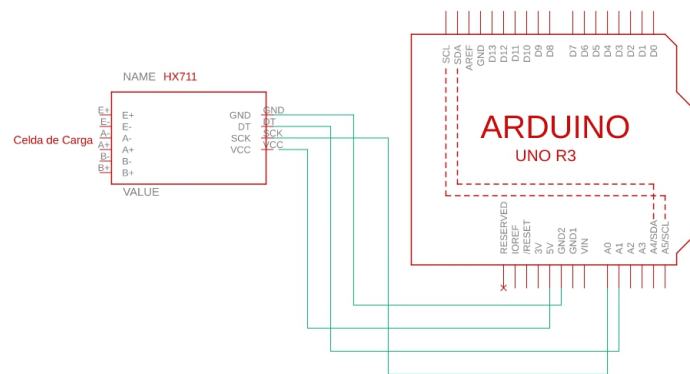 NAME HX711
Celda de Carga
E+
E-
A-
A+
B-
B+
E+
E-
A-
A+
B-
B+
GND
DT
SCK
VCC
GND
DT
SCK
VCC
VALUE
SCL
SDA
AREF
GND
D13
D12
D11
D10
D9
D8
D7
D6
D5
D4
D3
D2
D1
D0
ARDUINO
UNO R3
RESERVED
IOREF
/RESET
3V
5V
GND2
GND1
VIN
A0
A1
A2
A3
A4/SDA
A5/SCL